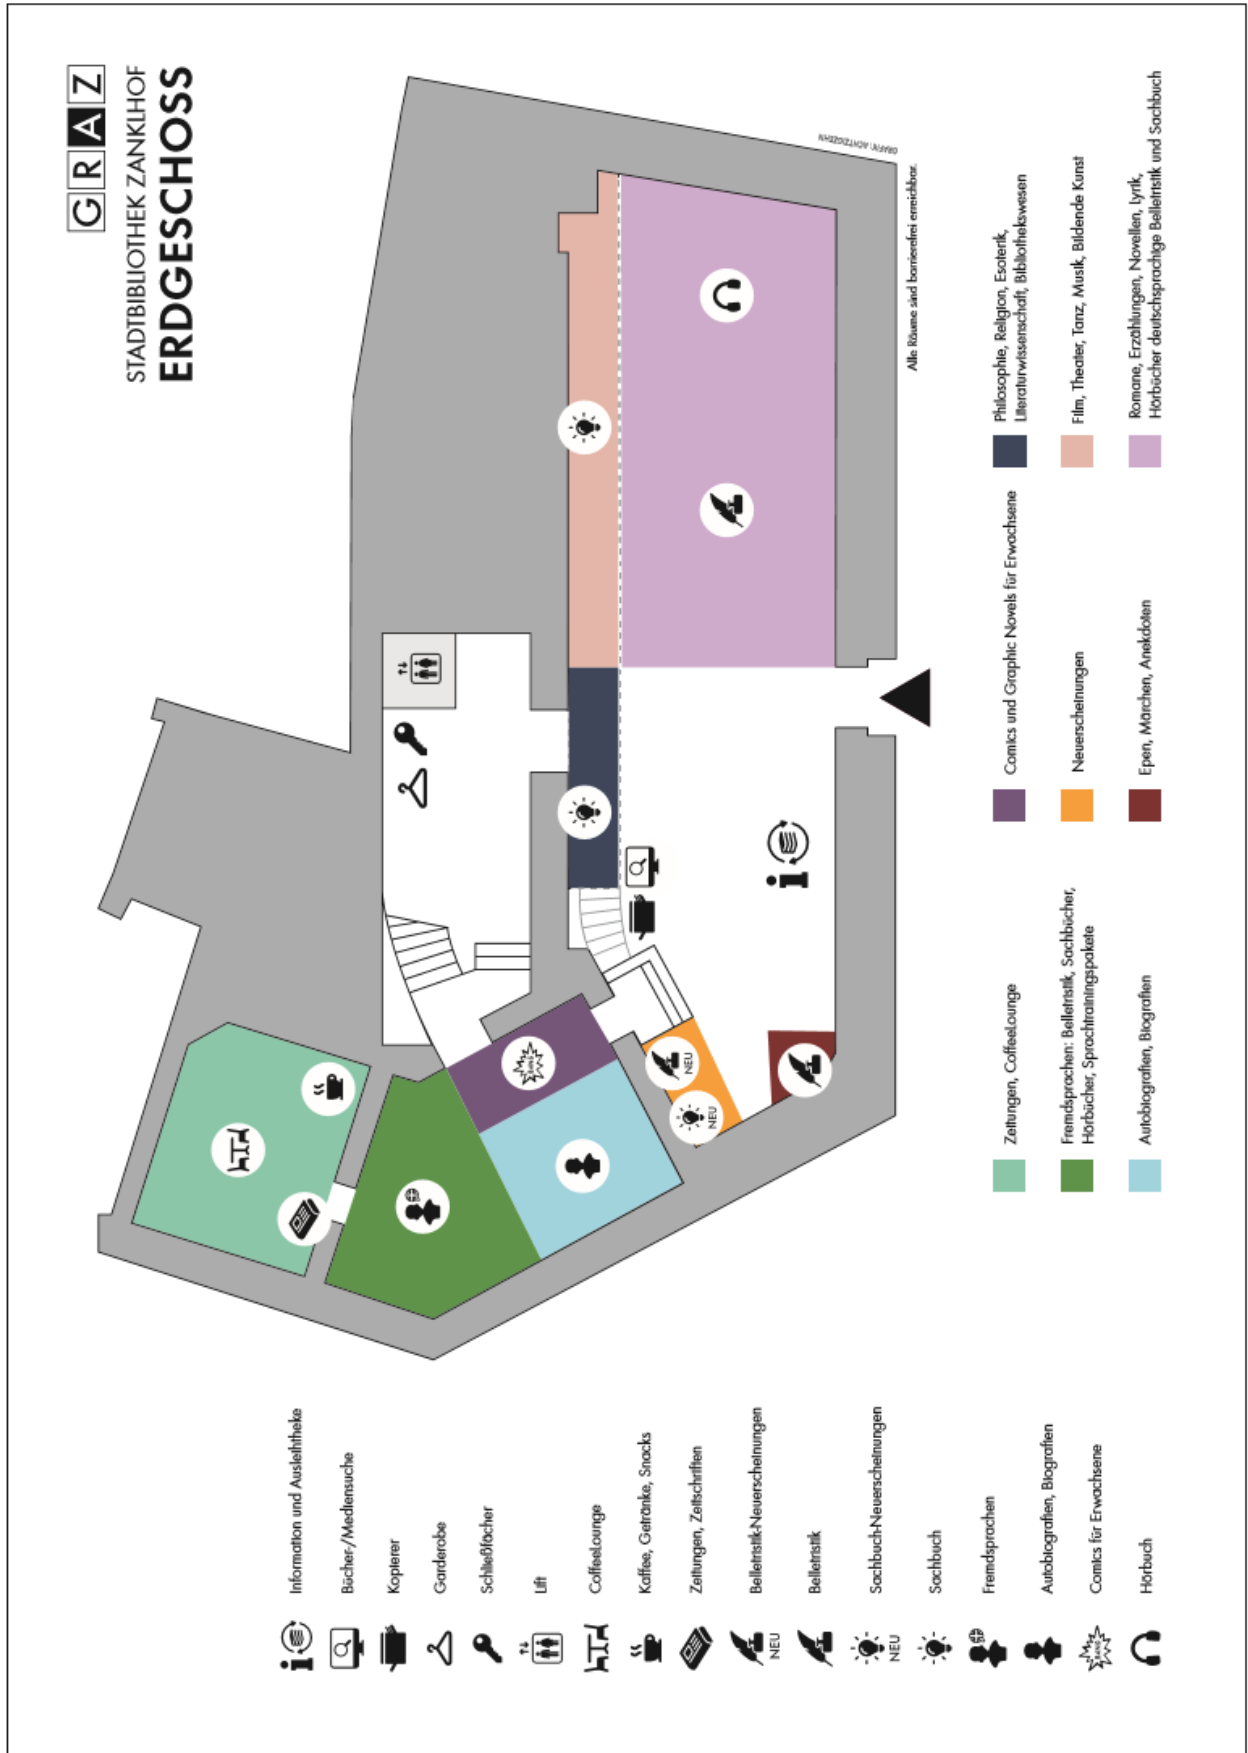 GRAZ
STADTBIBLIOTHEK ZANKLHOF
ERDGESCHOSS
GRAFIK: ACHTZIGZEHN
Alle Räume sind barrierefrei erreichbar.
NEU
NEU
Information und Ausleihtheke
Bücher-/Mediensuche
Kopierer
Garderobe
Schließfächer
Lift
CoffeeLounge
Kaffee, Getränke, Snacks
Zeitungen, Zeitschriften
NEU
Belletristik-Neuerscheinungen
Belletristik
NEU
Sachbuch-Neuerscheinungen
Sachbuch
Fremdsprachen
Autobiografien, Biografien
Comics für Erwachsene
Hörbuch
Zeitungen, CoffeeLounge
Fremdsprachen: Belletristik, Sachbücher,
Hörbücher, Sprachtrainingspakete
Autobiografien, Biografien
Comics und Graphic Novels für Erwachsene
Neuerscheinungen
Epen, Märchen, Anekdoten
Philosophie, Religion, Esoterik,
Literaturwissenschaft, Bibliothekswesen
Film, Theater, Tanz, Musik, Bildende Kunst
Romane, Erzählungen, Novellen, Lyrik,
Hörbücher deutschsprachige Belletristik und Sachbuch